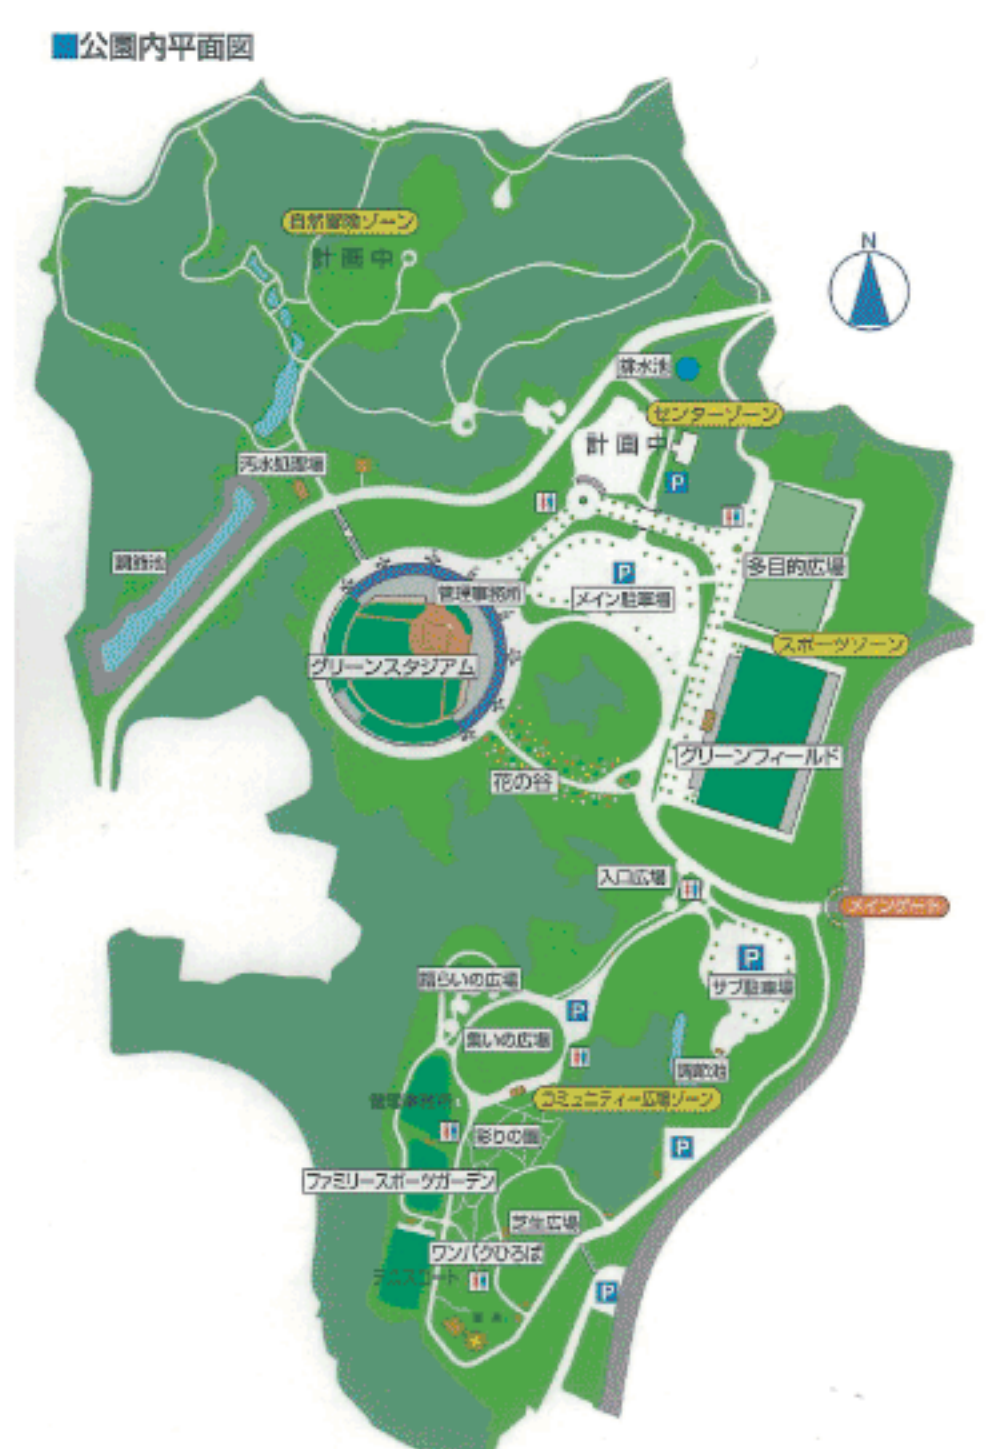 ■公園内平面図
自然冒険ゾーン
計画中
N
排水池
センターゾーン
計画中
P
汚水処理場
調節池
多目的広場
P
管理事務所
メイン駐車場
スポーツゾーン
グリーンスタジアム
グリーンフィールド
花の谷
入口広場
メインゲート
P
サブ駐車場
語らいの広場
P
集いの広場
調節池
コミュニティー広場ゾーン
管理事務所
彩りの園
P
ファミリースポーツガーデン
芝生広場
ワンパクひろば
テニスコート
P